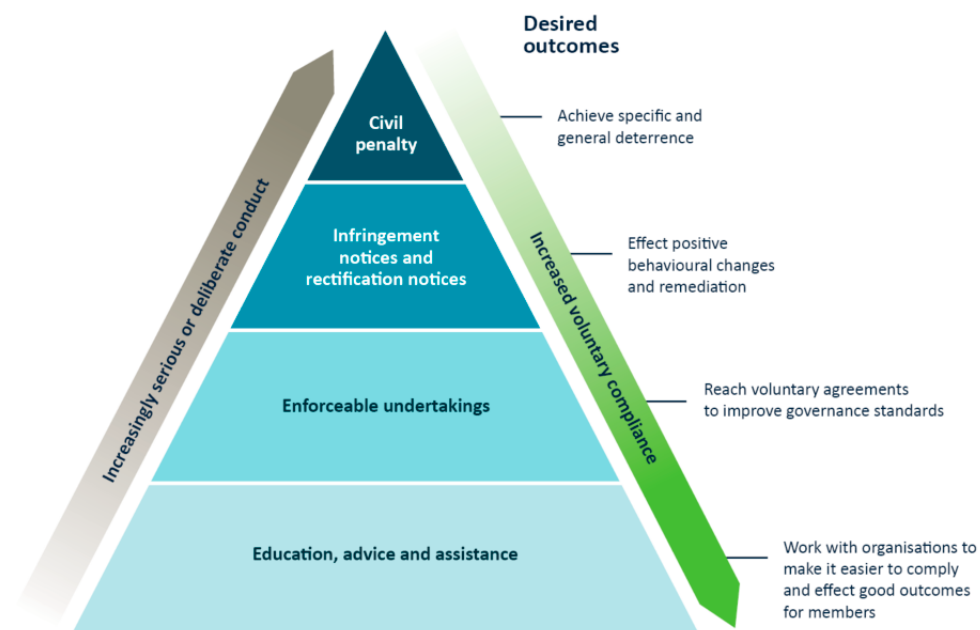 Desired
outcomes
Civil
penalty
Achieve specific and
general deterrence
Increasingly serious or deliberate conduct
Infringement
notices and
rectification notices
Increased voluntary compliance
Effect positive
behavioural changes
and remediation
Enforceable undertakings
Reach voluntary agreements
to improve governance standards
Education, advice and assistance
Work with organisations to
make it easier to comply
and effect good outcomes
for members